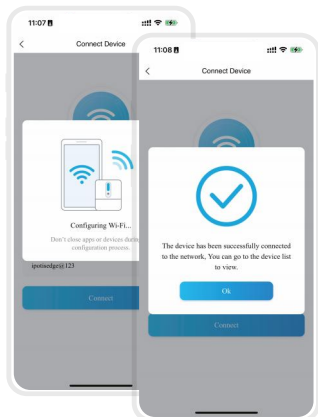 11:07
Connect Device
Configuring Wi-Fi...
Don't close apps or devices durin
configuration process.
ipotisedge@123
Connect
11:08
Connect Device
The device has been successfully connected
to the network, You can go to the device list
to view.
Ok
Connect